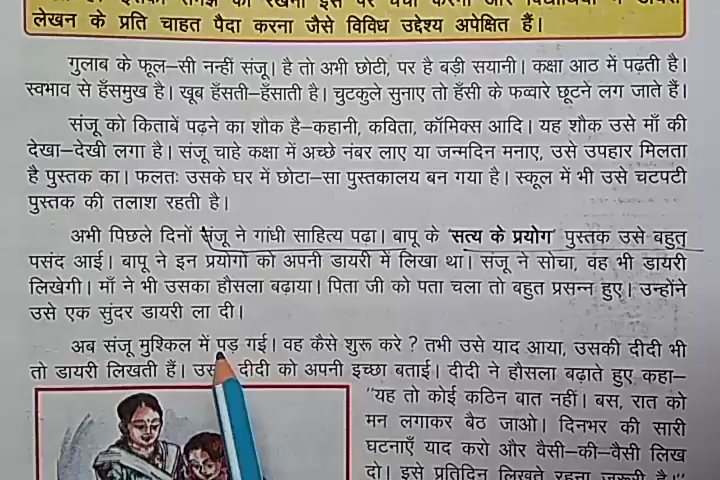 लेखन के प्रति चाहत पैदा करना जैसे विविध उद्देश्य अपेक्षित हैं।
गुलाब के फूल–सी नन्हीं संजू। है तो अभी छोटी, पर है बड़ी सयानी। कक्षा आठ में पढ़ती है।
स्वभाव से हँसमुख है। खूब हँसती–हँसाती है। चुटकुले सुनाए तो हँसी के फव्वारे छूटने लग जाते हैं।
संजू को किताबें पढ़ने का शौक है–कहानी, कविता, कॉमिक्स आदि। यह शौक उसे माँ की
देखा–देखी लगा है। संजू चाहे कक्षा में अच्छे नंबर लाए या जन्मदिन मनाए, उसे उपहार मिलता
है पुस्तक का। फलतः उसके घर में छोटा–सा पुस्तकालय बन गया है। स्कूल में भी उसे चटपटी
पुस्तक की तलाश रहती है।
अभी पिछले दिनों संजू ने गांधी साहित्य पढ़ा। बापू के 'सत्य के प्रयोग' पुस्तक उसे बहुत
पसंद आई। बापू ने इन प्रयोगों को अपनी डायरी में लिखा था। संजू ने सोचा, वह भी डायरी
लिखेगी। माँ ने भी उसका हौसला बढ़ाया। पिता जी को पता चला तो बहुत प्रसन्न हुए। उन्होंने
उसे एक सुंदर डायरी ला दी।
अब संजू मुश्किल में पड़ गई। वह कैसे शुरू करे ? तभी उसे याद आया, उसकी दीदी भी
तो डायरी लिखती हैं। दीदी को अपनी इच्छा बताई। दीदी ने हौसला बढ़ाते हुए कहा–
"यह तो कोई कठिन बात नहीं। बस, रात को
मन लगाकर बैठ जाओ। दिनभर की सारी
घटनाएँ याद करो और वैसी–की–वैसी लिख
दो। इसे प्रतिदिन लिखते रहना जरूरी है।"